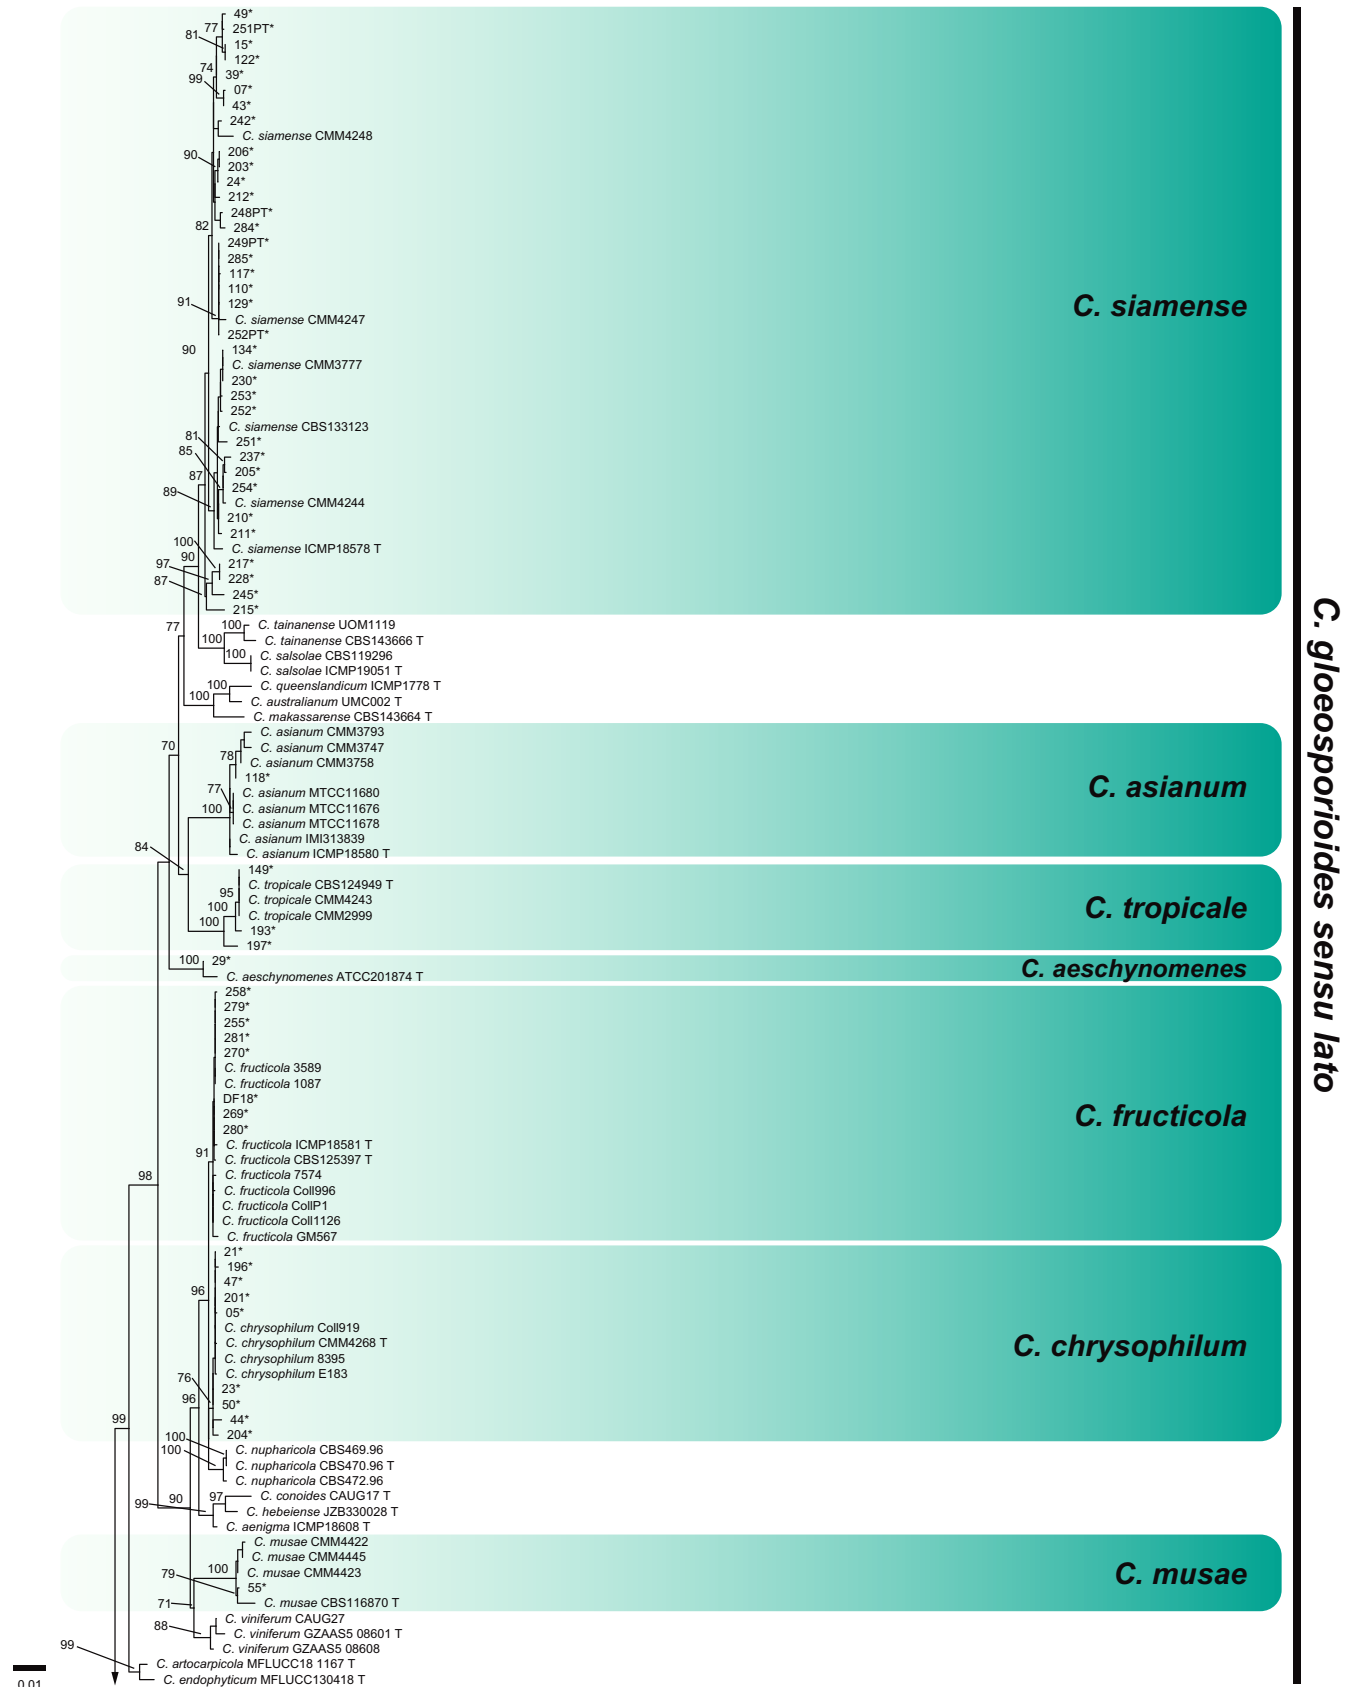 49*
77
251PT*
81
15*
122*
74
39*
99
07*
43*
242*
C. siamense CMM4248
206*
90
203*
24*
212*
248PT*
82
284*
249PT*
285*
117*
110*
91
129*
C. siamense
C. siamense CMM4247
252PT*
90
134*
C. siamense CMM3777
230*
253*
252*
C. siamense CBS133123
81
251*
85
237*
205*
87
254*
89
C. siamense CMM4244
210*
211*
100
C. siamense ICMP18578 T
90
97
217*
87
228*
245*
215*
77
100
C. tainanense UOM1119
100
C. tainanense CBS143666 T
100
C. salsolae CBS119296
C. salsolae ICMP19051 T
100
C. queenslandicum ICMP1778 T
100
C. australianum UMC002 T
C. makassarense CBS143664 T
C. asianum CMM3793
70
C. asianum CMM3747
78
C. asianum CMM3758
118*
C. asianum
77
C. asianum MTCC11680
100
C. asianum MTCC11676
C. asianum MTCC11678
C. asianum IMI313839
84
C. asianum ICMP18580 T
149*
C. tropicale CBS124949 T
95
C. tropicale CMM4243
100
C. tropicale
C. tropicale CMM2999
100
193*
197*
100
29*
C. aeschynomenes
C. aeschynomenes ATCC201874 T
258*
279*
255*
281*
270*
C. fructicola 3589
C. fructicola 1087
DF18*
269*
C. fructicola
280*
C. fructicola ICMP18581 T
91
C. fructicola CBS125397 T
98
C. fructicola 7574
C. fructicola Coll996
C. fructicola CollP1
C. fructicola Coll1126
C. fructicola GM567
21*
196*
47*
96
201*
05*
C. chrysophilum Coll919
C. chrysophilum CMM4268 T
C. chrysophilum
C. chrysophilum 8395
C. chrysophilum E183
76
23*
96
50*
99
44*
204*
100
100
C. nupharicola CBS469.96
C. nupharicola CBS470.96 T
C. nupharicola CBS472.96
90
97
C. conoides CAUG17 T
99
C. hebeiense JZB330028 T
C. aenigma ICMP18608 T
C. musae CMM4422
C. musae CMM4445
100
C. musae CMM4423
79
C. musae
55*
71
C. musae CBS116870 T
88
C. viniferum CAUG27
C. viniferum GZAAS5 08601 T
99
C. viniferum GZAAS5 08608
C. artocarpicola MFLUCC18 1167 T
C. endophyticum MFLUCC130418 T
0.01
C. gloeosporioides sensu lato